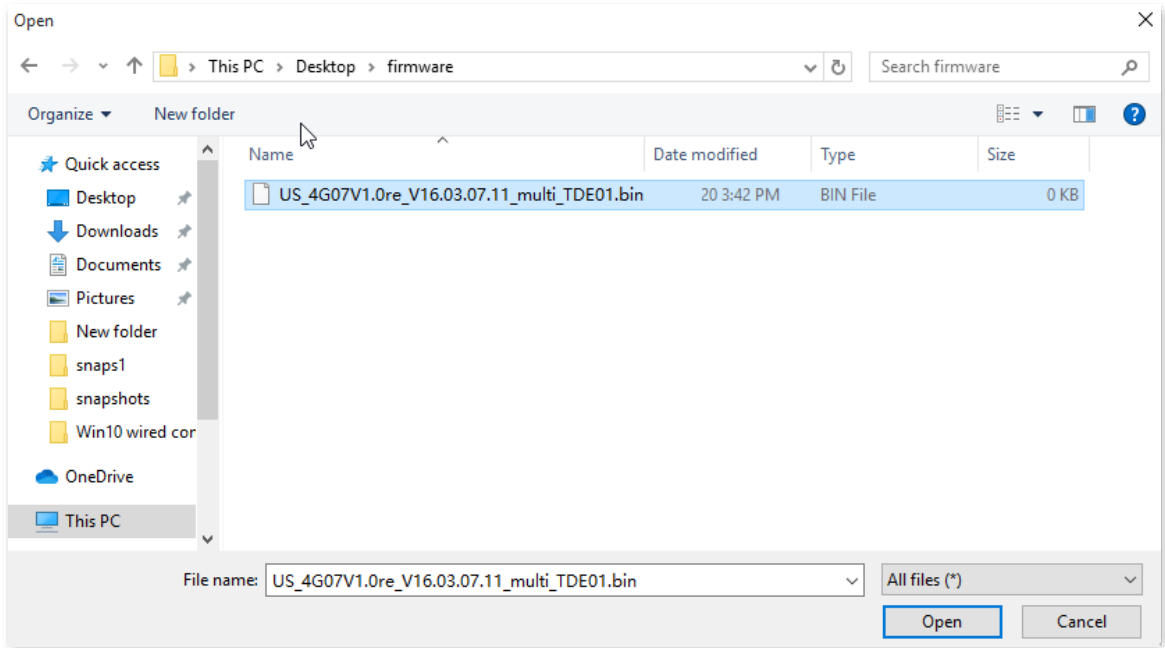 Open
This PC > Desktop > firmware
Search firmware
Organize
New folder
?
Name
Date modified
Type
Size
Quick access
Desktop
Downloads
Documents
Pictures
New folder
snaps1
snapshots
Win10 wired cor
OneDrive
This PC
US_4G07V1.0re_V16.03.07.11_multi_TDE01.bin
20 3:42 PM
BIN File
0 KB
File name: US_4G07V1.0re_V16.03.07.11_multi_TDE01.bin
All files (*)
Open
Cancel